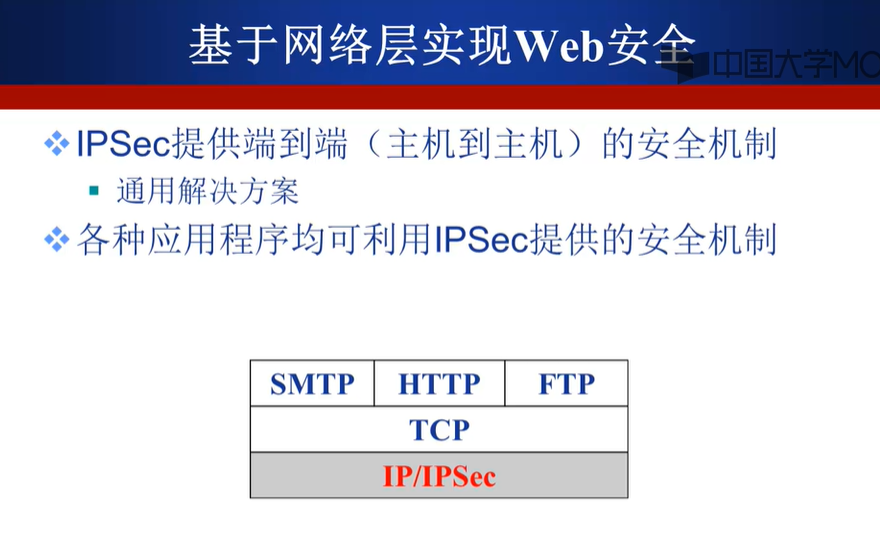 基于网络层实现Web安全
中国大学MO
IPSec提供端到端（主机到主机）的安全机制
通用解决方案
各种应用程序均可利用IPSec提供的安全机制
SMTP HTTP FTP
TCP
IP/IPSec